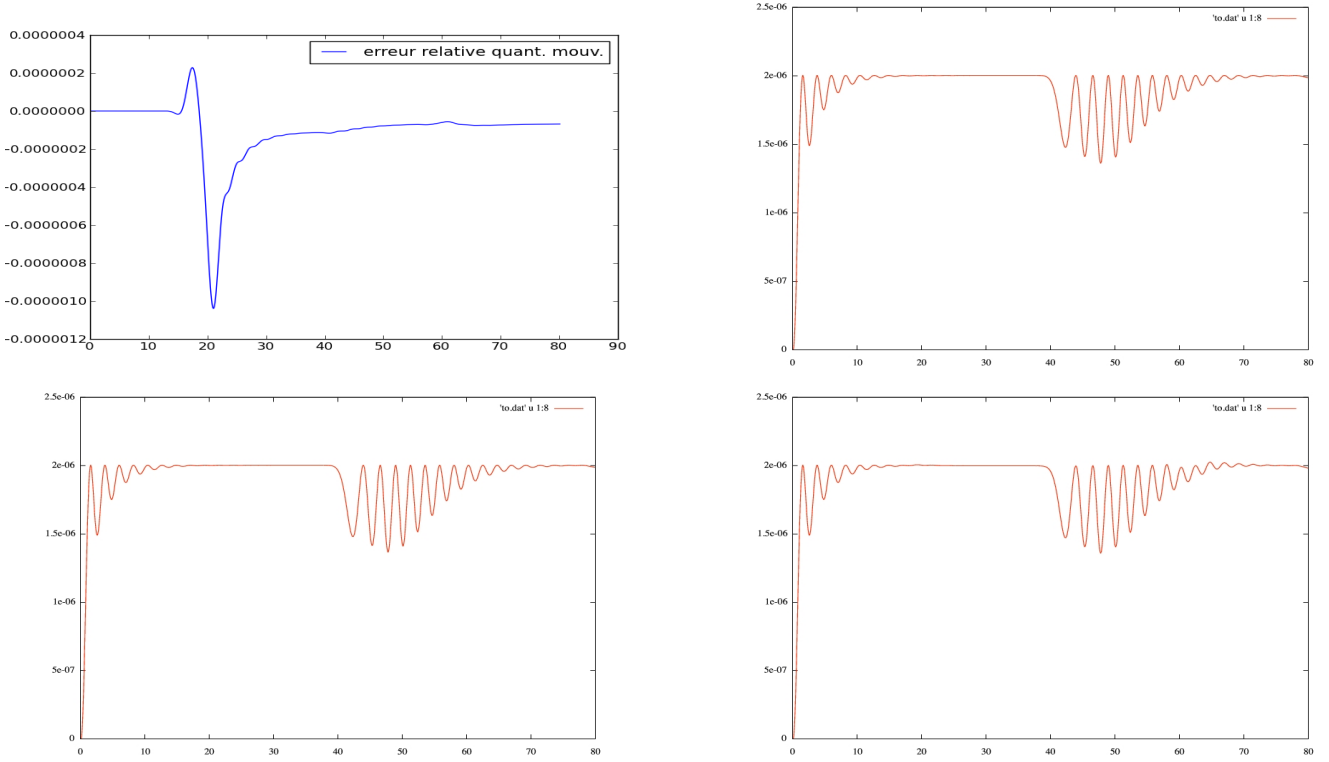 0.0000004
0.0000002
0.0000000
-0.0000002
-0.0000004
-0.0000006
-0.0000008
-0.0000010
-0.0000012
0 10 20 30 40 50 60 70 80 90
erreur relative quant. mouv.
2.5e-06
2e-06
1.5e-06
1e-06
5e-07
0
0 10 20 30 40 50 60 70 80
'to.dat' u 1:8
2.5e-06
2e-06
1.5e-06
1e-06
5e-07
0
0 10 20 30 40 50 60 70 80
'to.dat' u 1:8
2.5e-06
2e-06
1.5e-06
1e-06
5e-07
0
0 10 20 30 40 50 60 70 80
'to.dat' u 1:8